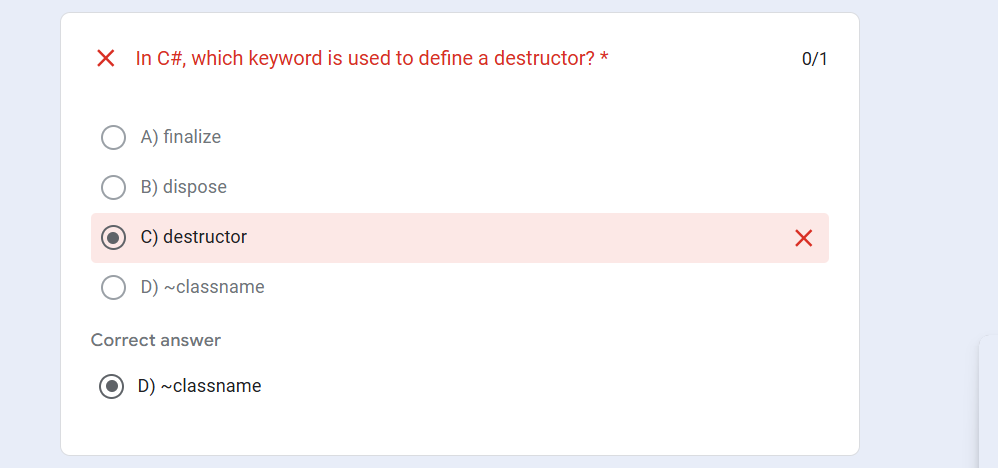 In C#, which keyword is used to define a destructor? *
0/1
A) finalize
B) dispose
C) destructor
D) ~classname
Correct answer
D) ~classname